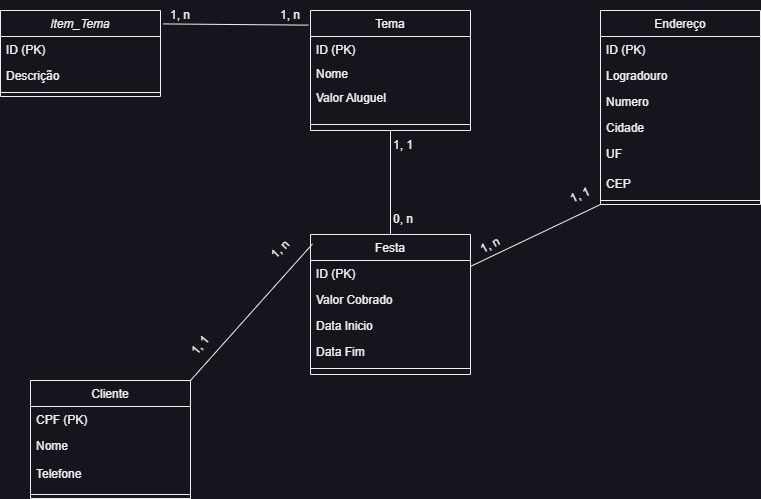 Item_Tema
ID (PK)
Descrição
1, n
1, n
Tema
ID (PK)
Nome
Valor Aluguel
Endereço
ID (PK)
Logradouro
Numero
Cidade
UF
CEP
1, 1
0, n
1, 1
1, n
Festa
ID (PK)
Valor Cobrado
Data Inicio
Data Fim
1, n
1, 1
Cliente
CPF (PK)
Nome
Telefone